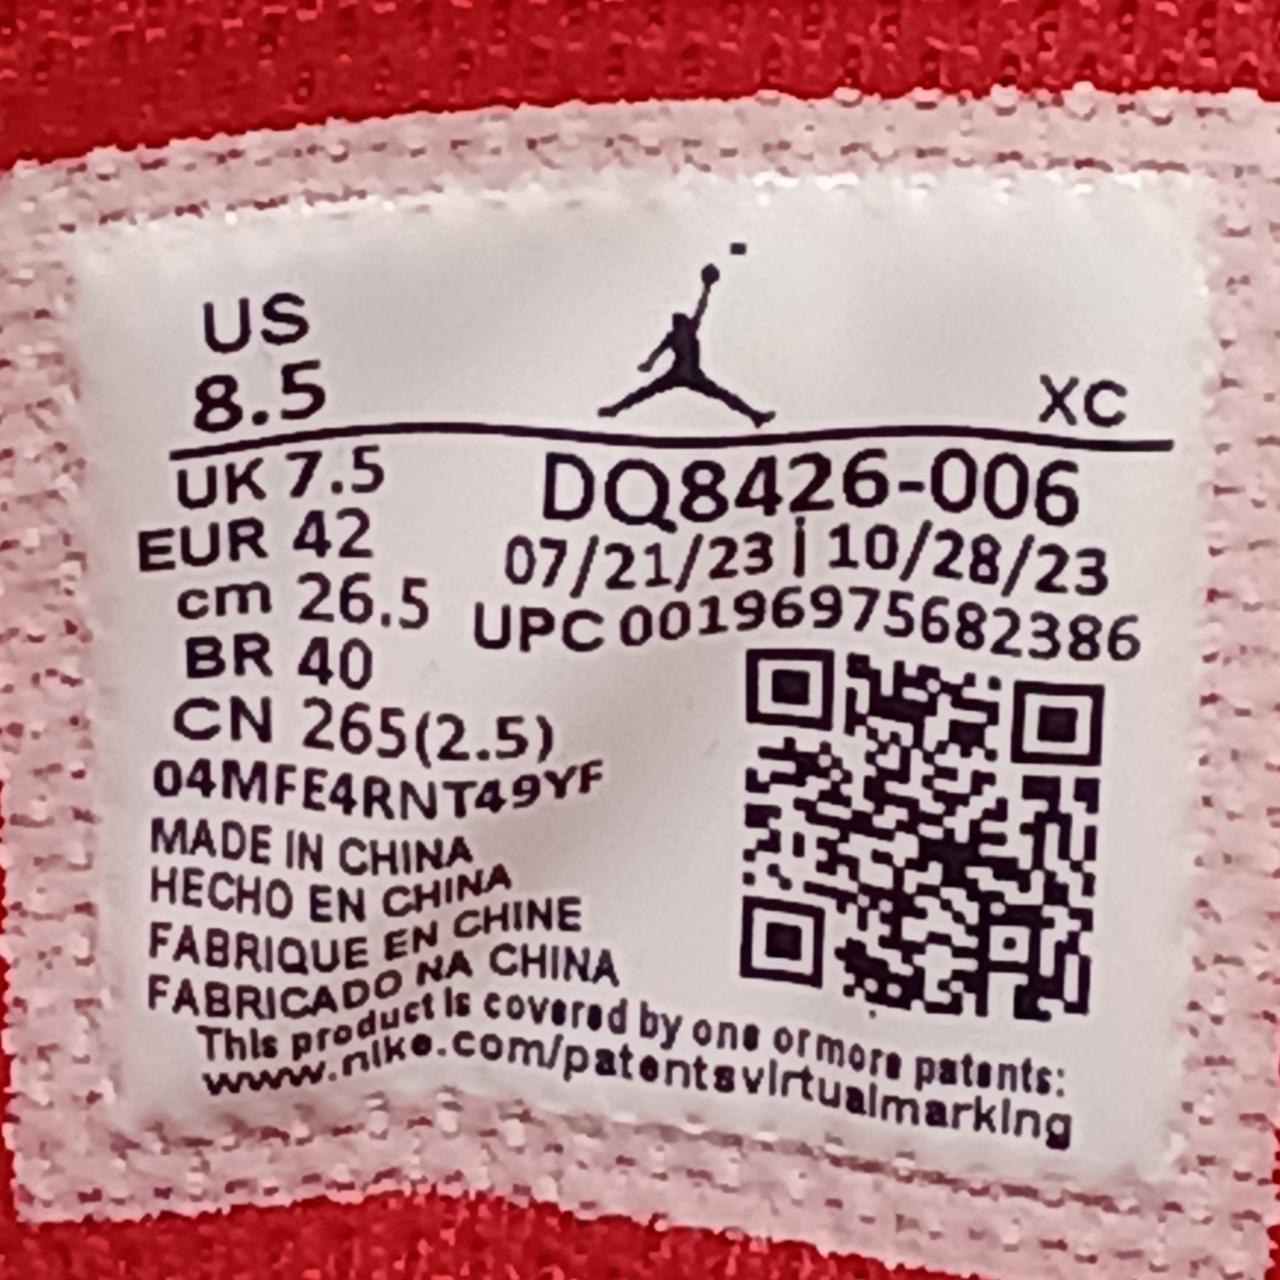 US
8.5
XC
UK 7.5
DQ8426-006
EUR 42
07/21/23 | 10/28/23
cm 26.5
UPC 00196975682386
BR 40
CN 265(2.5)
04MFE4RNT49YF
MADE IN CHINA
HECHO EN CHINA
FABRIQUE EN CHINE
FABRICADO NA CHINA
This product is covered by one or more patents:
www.nike.com/patentsvirtualmarking